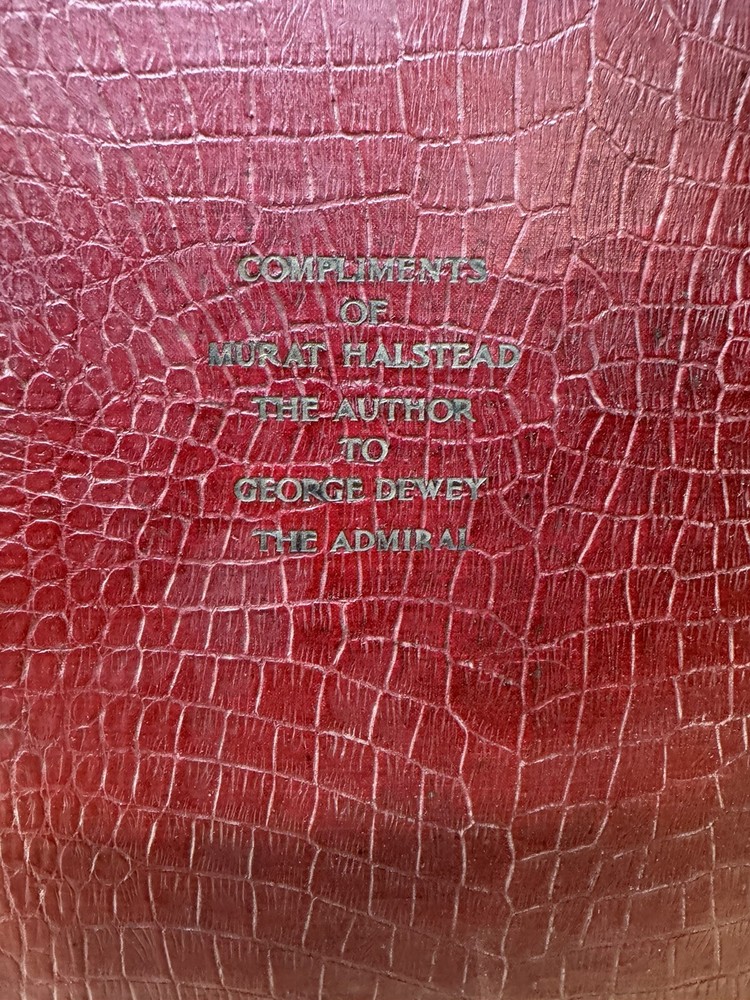 COMPLIMENTS
OF
MURAT HALSTEAD
THE AUTHOR
TO
GEORGE DEWEY
THE ADMIRAL